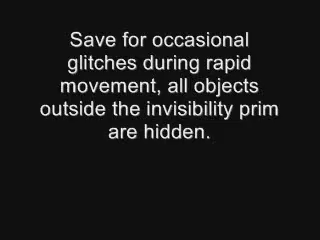 Save for occasional
glitches during rapid
movement, all objects
outside the invisibility prim
are hidden.